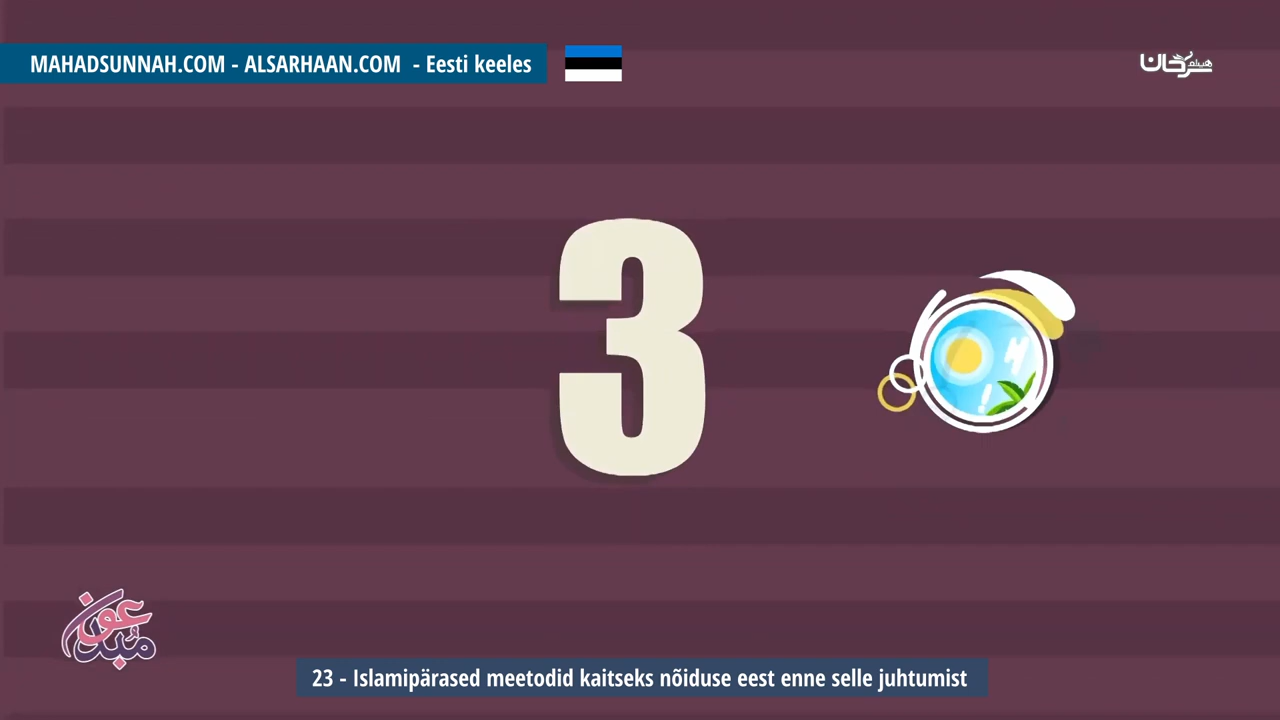 MAHADSUNNAH.COM - ALSARHAAN.COM - Eesti keeles
3
23 - Islamipärased meetodid kaitseks nõiduse eest enne selle juhtumist